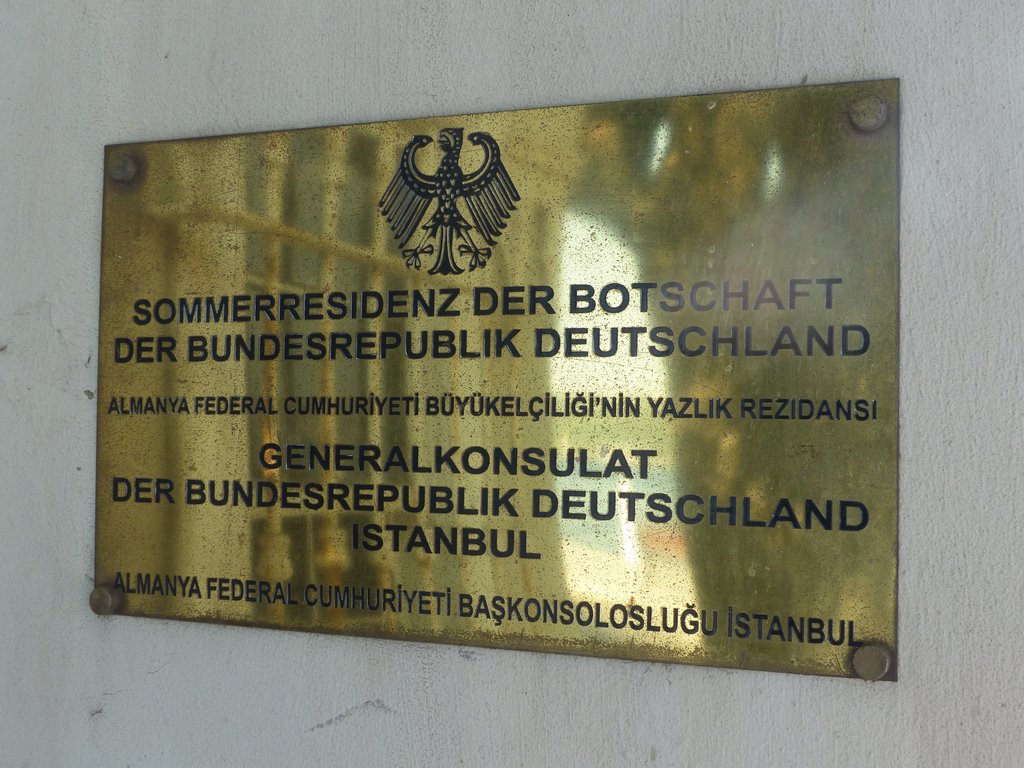 SOMMERRESIDENZ DER BOTSCHAFT
DER BUNDESREPUBLIK DEUTSCHLAND
ALMANYA FEDERAL CUMHURİYETİ BÜYÜKELÇİLİĞİ'NİN YAZLIK REZIDANSI
GENERALKONSULAT
DER BUNDESREPUBLIK DEUTSCHLAND
ISTANBUL
ALMANYA FEDERAL CUMHURİYETİ BAŞKONSOLOSLUĞU İSTANBUL